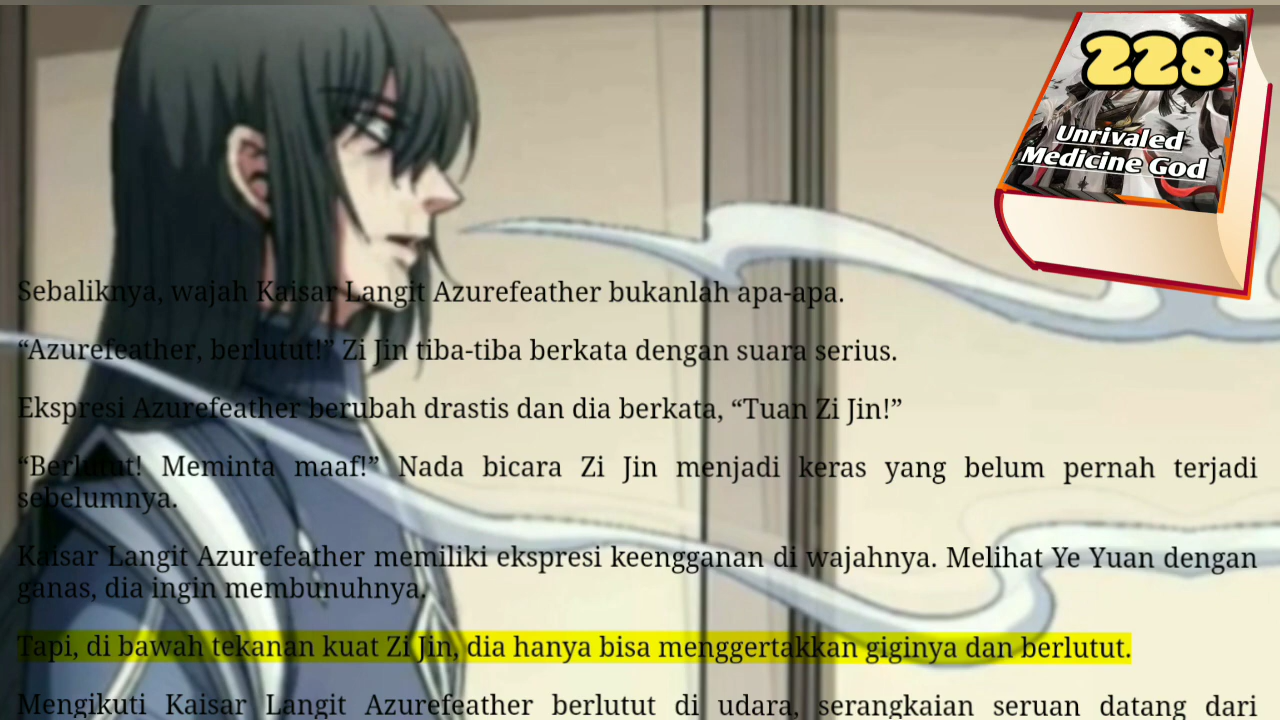 228
Unrivaled
Medicine God
Sebaliknya, wajah Kaisar Langit Azurefeather bukanlah apa-apa.
“Azurefeather, berlutut!” Zi Jin tiba-tiba berkata dengan suara serius.
Ekspresi Azurefeather berubah drastis dan dia berkata, “Tuan Zi Jin!”
“Berlutut! Meminta maaf!” Nada bicara Zi Jin menjadi keras yang belum pernah terjadi
sebelumnya.
Kaisar Langit Azurefeather memiliki ekspresi keengganan di wajahnya. Melihat Ye Yuan dengan
ganas, dia ingin membunuhnya.
Tapi, di bawah tekanan kuat Zi Jin, dia hanya bisa menggertakkan giginya dan berlutut.
Mengikuti Kaisar Langit Azurefeather berlutut di udara, serangkaian seruan datang dari